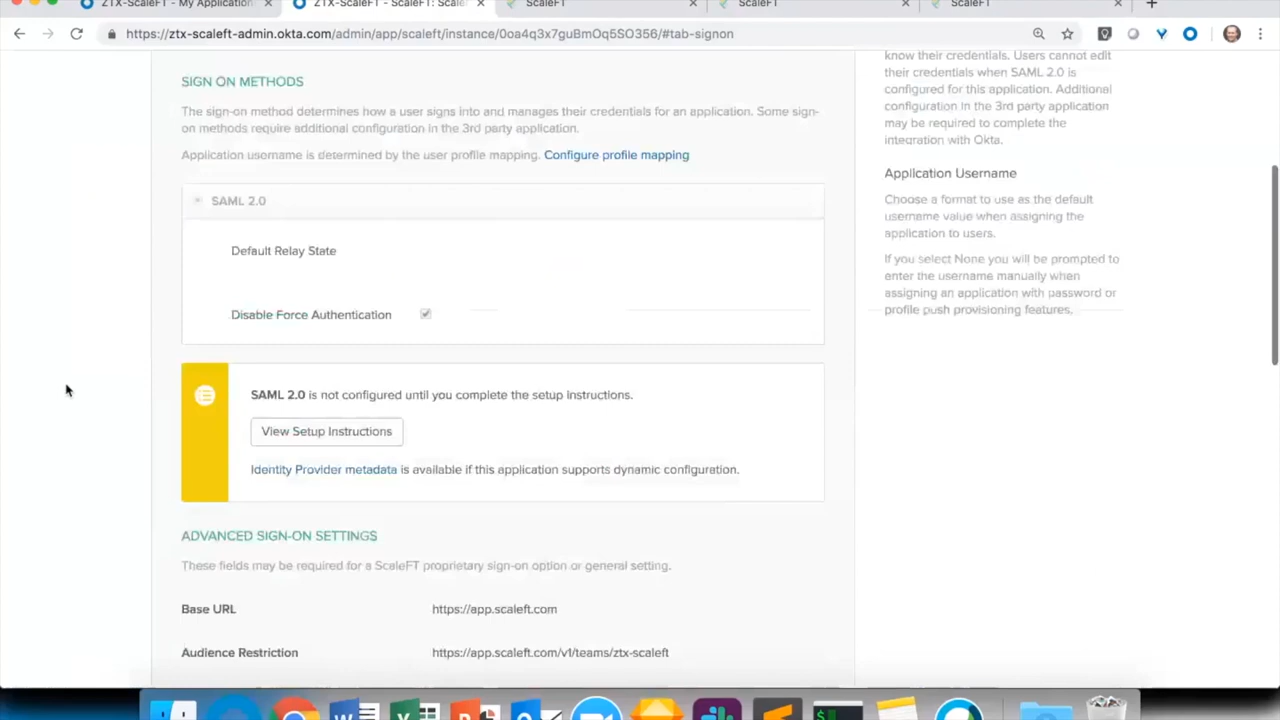 ZTX-ScaleFT - My Application
ZTX-ScaleFT - ScaleFT: Scale
ScaleFT
ScaleFT
ScaleFT
https://ztx-scaleft-admin.okta.com/admin/app/scaleft/instance/0oa4q3x7guBmOq5SO356/#tab-signon
SIGN ON METHODS
The sign-on method determines how a user signs into and manages their credentials for an application. Some sign-
on methods require additional configuration in the 3rd party application.
Application username is determined by the user profile mapping. Configure profile mapping
SAML 2.0
Default Relay State
Disable Force Authentication
SAML 2.0 is not configured until you complete the setup instructions.
View Setup Instructions
Identity Provider metadata is available if this application supports dynamic configuration.
ADVANCED SIGN-ON SETTINGS
These fields may be required for a ScaleFT proprietary sign-on option or general setting.
Base URL
https://app.scaleft.com
Audience Restriction
https://app.scaleft.com/v1/teams/ztx-scaleft
know their credentials. Users cannot edit
their credentials when SAML 2.0 is
configured for this application. Additional
configuration in the 3rd party application
may be required to complete the
integration with Okta.
Application Username
Choose a format to use as the default
username value when assigning the
application to users.
If you select None you will be prompted to
enter the username manually when
assigning an application with password or
profile push provisioning features.